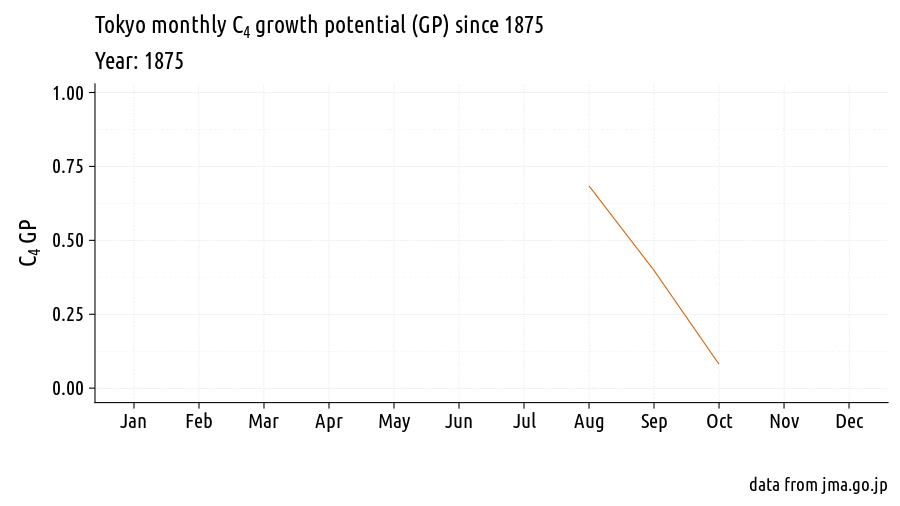 Tokyo monthly C₄ growth potential (GP) since 1875
Year: 1875
C₄ GP
1.00
0.75
0.50
0.25
0.00
Jan Feb Mar Apr May Jun Jul Aug Sep Oct Nov Dec
data from jma.go.jp